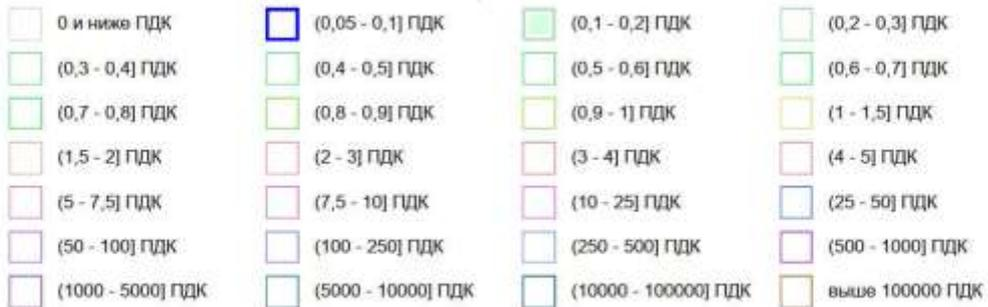 0 и ниже ПДК (0,05 - 0,1] ПДК (0,1 - 0,2] ПДК (0,2 - 0,3] ПДК
(0,3 - 0,4] ПДК (0,4 - 0,5] ПДК (0,5 - 0,6] ПДК (0,6 - 0,7] ПДК
(0,7 - 0,8] ПДК (0,8 - 0,9] ПДК (0,9 - 1] ПДК (1 - 1,5] ПДК
(1,5 - 2] ПДК (2 - 3] ПДК (3 - 4] ПДК (4 - 5] ПДК
(5 - 7,5] ПДК (7,5 - 10] ПДК (10 - 25] ПДК (25 - 50] ПДК
(50 - 100] ПДК (100 - 250] ПДК (250 - 500] ПДК (500 - 1000] ПДК
(1000 - 5000] ПДК (5000 - 10000] ПДК (10000 - 100000] ПДК выше 100000 ПДК